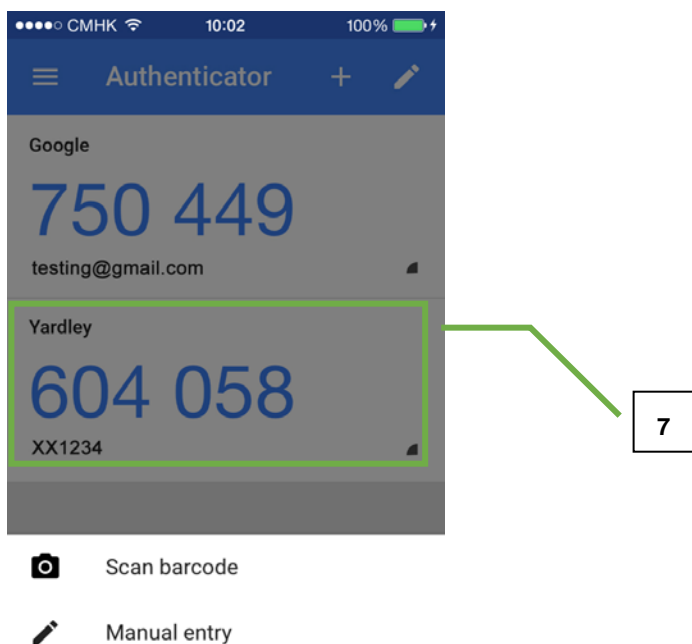 CMHK 10:02 100%
Authenticator
Google
750 449
testing@gmail.com
Yardley
604 058
XX1234
7
Scan barcode
Manual entry